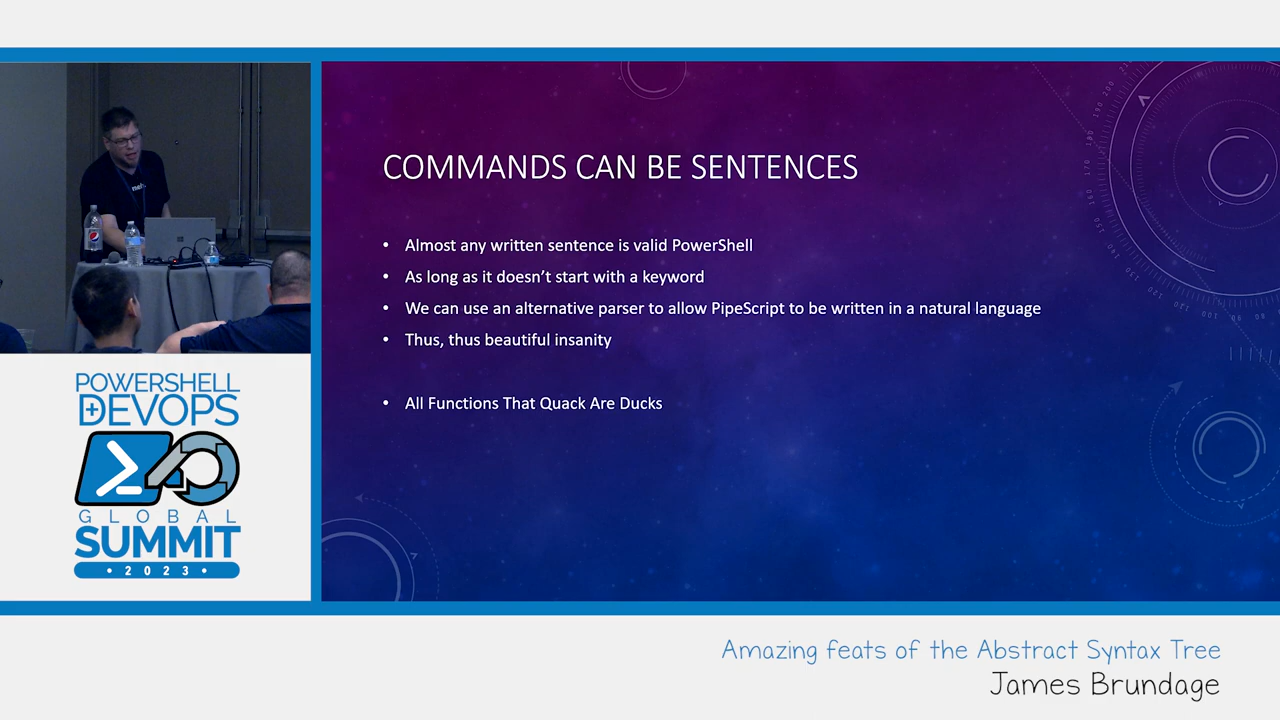 COMMANDS CAN BE SENTENCES
• Almost any written sentence is valid PowerShell
• As long as it doesn't start with a keyword
• We can use an alternative parser to allow PipeScript to be written in a natural language
• Thus, thus beautiful insanity
• All Functions That Quack Are Ducks
POWERSHELL
+DEVOPS
GLOBAL
SUMMIT
• 2023 •
Amazing feats of the Abstract Syntax Tree
James Brundage